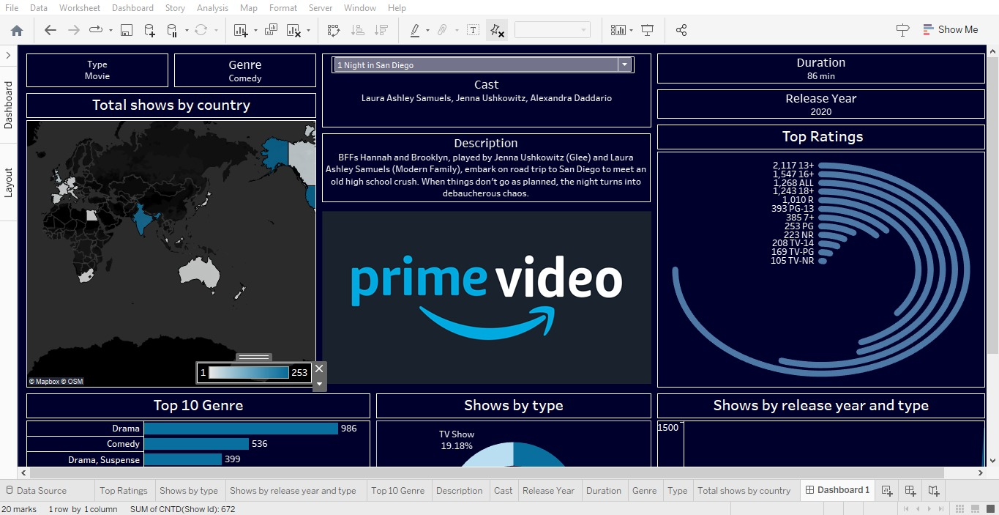 File Data Worksheet Dashboard Story Analysis Map Format Server Window Help
Show Me
Dashboard
Layout
Type
Movie
Genre
Comedy
1 Night in San Diego
Cast
Laura Ashley Samuels, Jenna Ushkowitz, Alexandra Daddario
Duration
86 min
Release Year
2020
Total shows by country
© Mapbox © OSM
1 253
Description
BFFs Hannah and Brooklyn, played by Jenna Ushkowitz (Glee) and Laura
Ashley Samuels (Modern Family), embark on road trip to San Diego to meet an
old high school crush. When things don’t go as planned, the night turns into
debaucherous chaos.
prime video
Top Ratings
2,117 13+
1,547 16+
1,268 ALL
1,243 18+
1,010 R
393 PG-13
385 7+
253 PG
223 NR
208 TV-14
169 TV-PG
105 TV-NR
Top 10 Genre
Drama 986
Comedy 536
Drama, Suspense 399
Shows by type
TV Show
19.18%
Shows by release year and type
1500
Data Source Top Ratings Shows by type Shows by release year and type Top 10 Genre Description Cast Release Year Duration Genre Type Total shows by country Dashboard 1
20 marks 1 row by 1 column SUM of CNTD(Show Id): 672